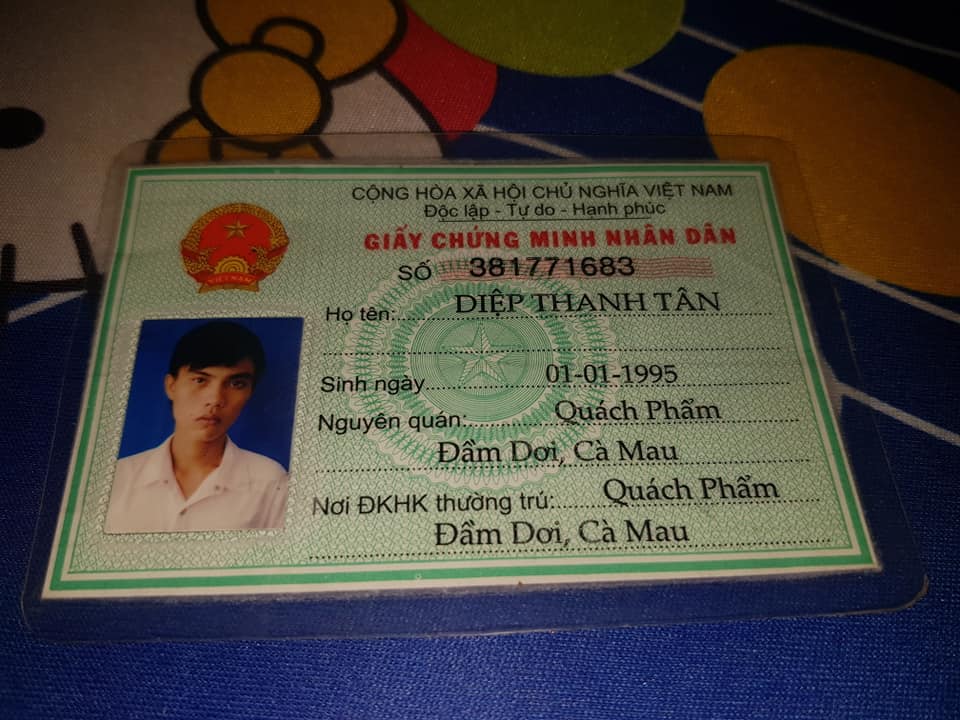 CỘNG HÒA XÃ HỘI CHỦ NGHĨA VIỆT NAM
Độc lập - Tự do - Hạnh phúc
GIẤY CHỨNG MINH NHÂN DÂN
SỐ 381771683
Họ tên: DIỆP THANH TÂN
Sinh ngày 01-01-1995
Nguyên quán: Quách Phẩm
Đầm Dơi, Cà Mau
Nơi ĐKHK thường trú: Quách Phẩm
Đầm Dơi, Cà Mau
VIỆT NAM